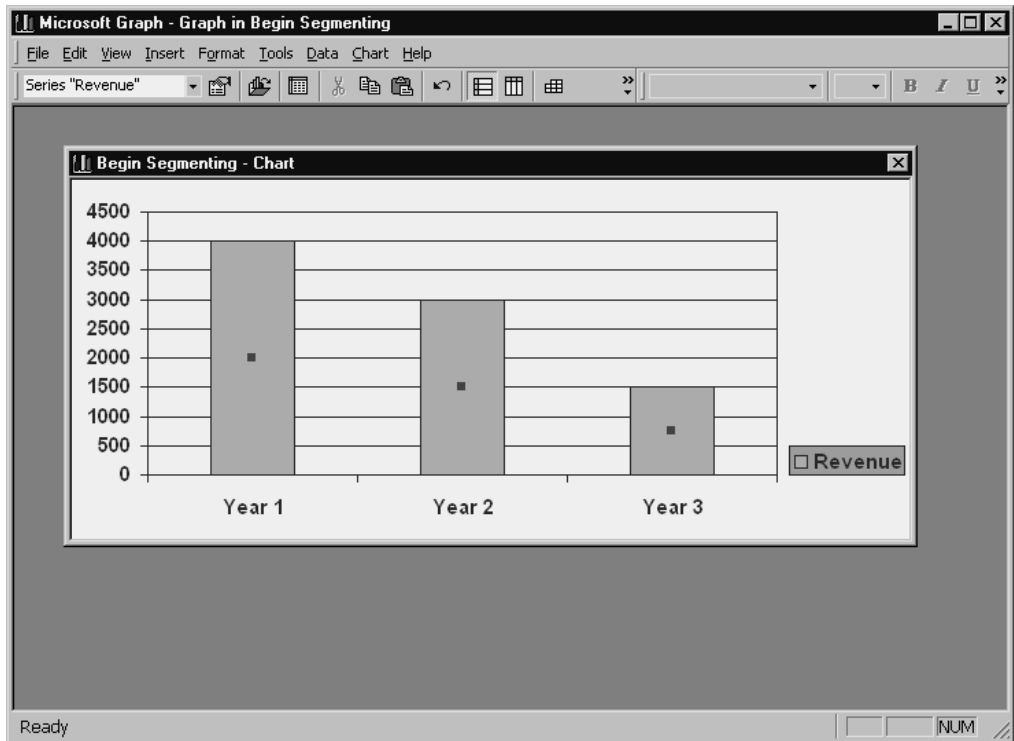 Microsoft Graph - Graph in Begin Segmenting
File Edit View Insert Format Tools Data Chart Help
Series "Revenue" B I U
Begin Segmenting - Chart
4500
4000
3500
3000
2500
2000
1500
1000
500
0
Year 1 Year 2 Year 3
Revenue
Ready NUM